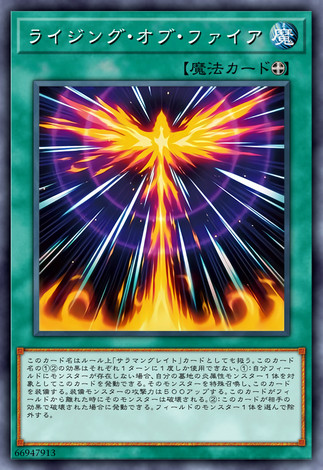 ライジング・オブ・ファイア
魔
【魔法カード】
このカード名はルール上「サラマングレイト」カードとしても扱う。このカード
名の①②の効果はそれぞれ1ターンに1度しか使用できない。①:自分フィー
ルドにモンスターが存在しない場合、自分の墓地の炎属性モンスター1体を対
象としてこのカードを発動できる。そのモンスターを特殊召喚し、このカードを
装備する。装備モンスターの攻撃力は500アップする。このカードがフィール
ドから離れた時にそのモンスターは破壊される。②:このカードが相手の
効果で破壊された場合に発動できる。フィールドのモンスター1体を選んで除
外する。
66947913